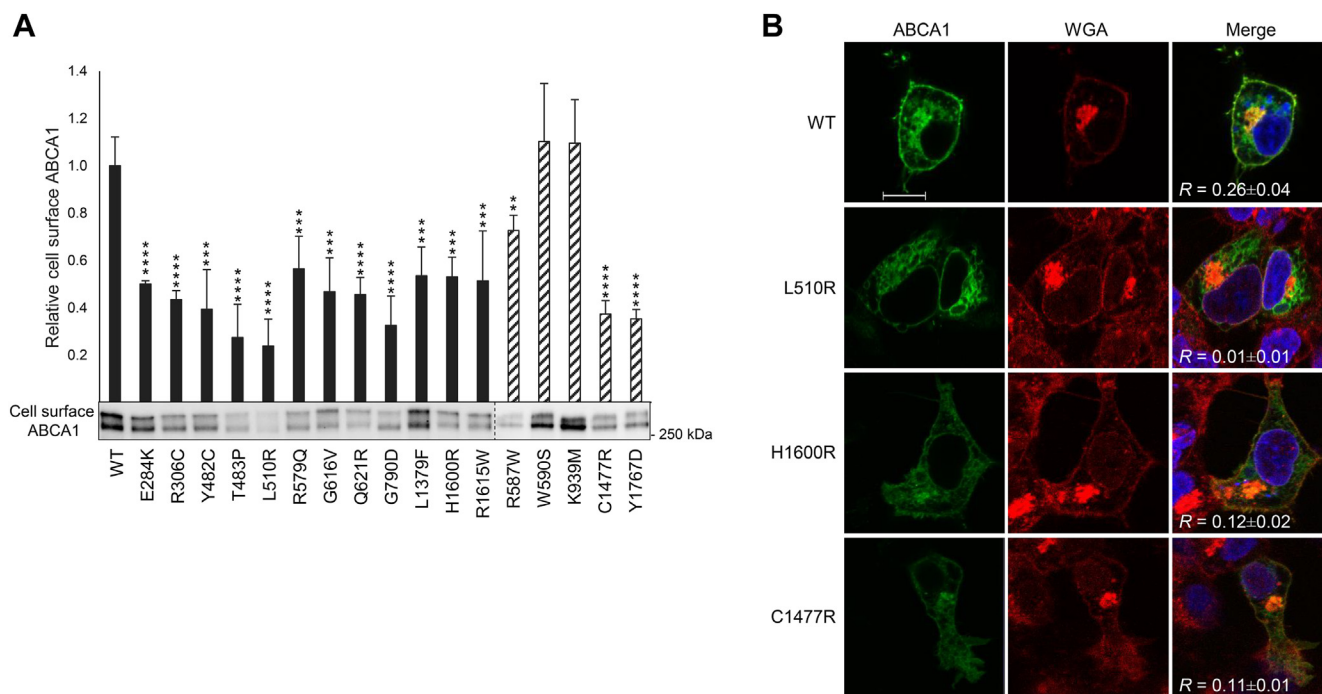 A
Relative cell surface ABCA1
1.4
1.2
1.0
0.8
0.6
0.4
0.2
****
****
***
****
****
***
***
****
****
***
***
***
**
****
****
Cell surface
ABCA1
- 250 kDa
WT
E284K
R306C
Y482C
T483P
L510R
R579Q
G616V
Q621R
G790D
L1379F
H1600R
R1615W
R587W
W590S
K939M
C1477R
Y1767D
B
ABCA1 WGA Merge
WT
R = 0.26±0.04
L510R
R = 0.01±0.01
H1600R
R = 0.12±0.02
C1477R
R = 0.11±0.01